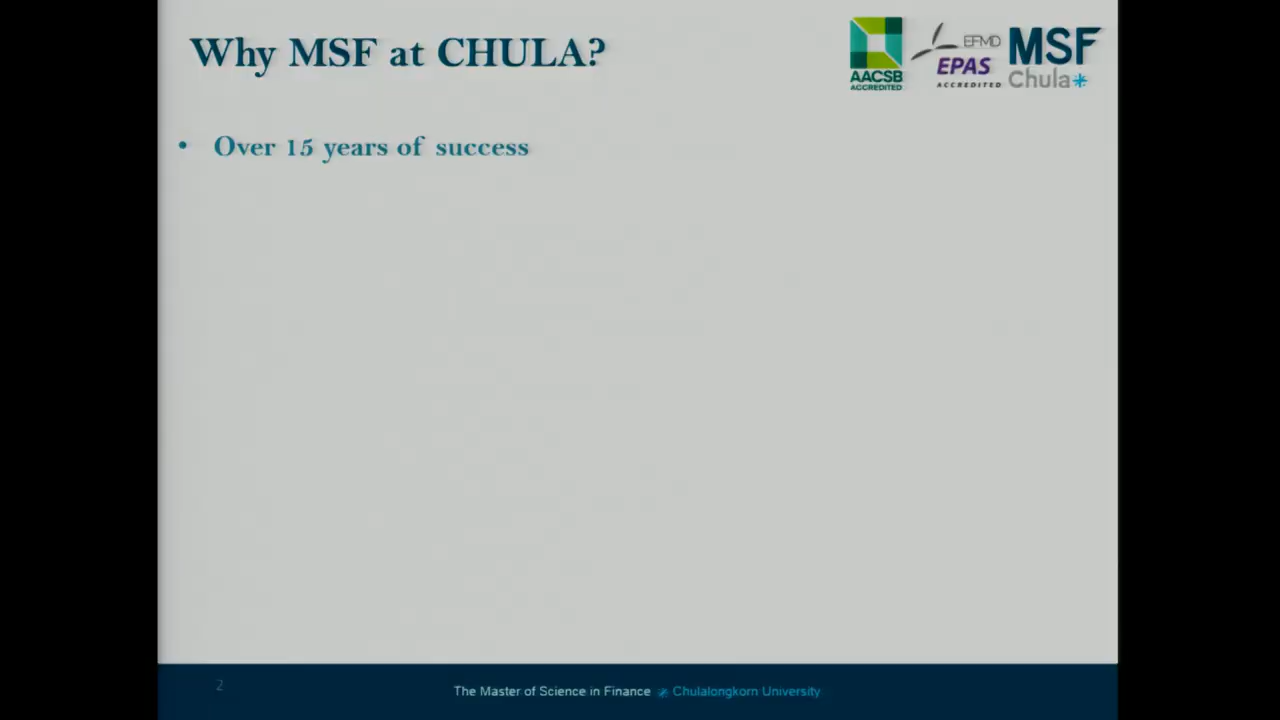 Why MSF at CHULA?
AACSB
ACCREDITED
EFMD
EPAS
ACCREDITED
MSF
Chula
• Over 15 years of success
2
The Master of Science in Finance Chulalongkorn University